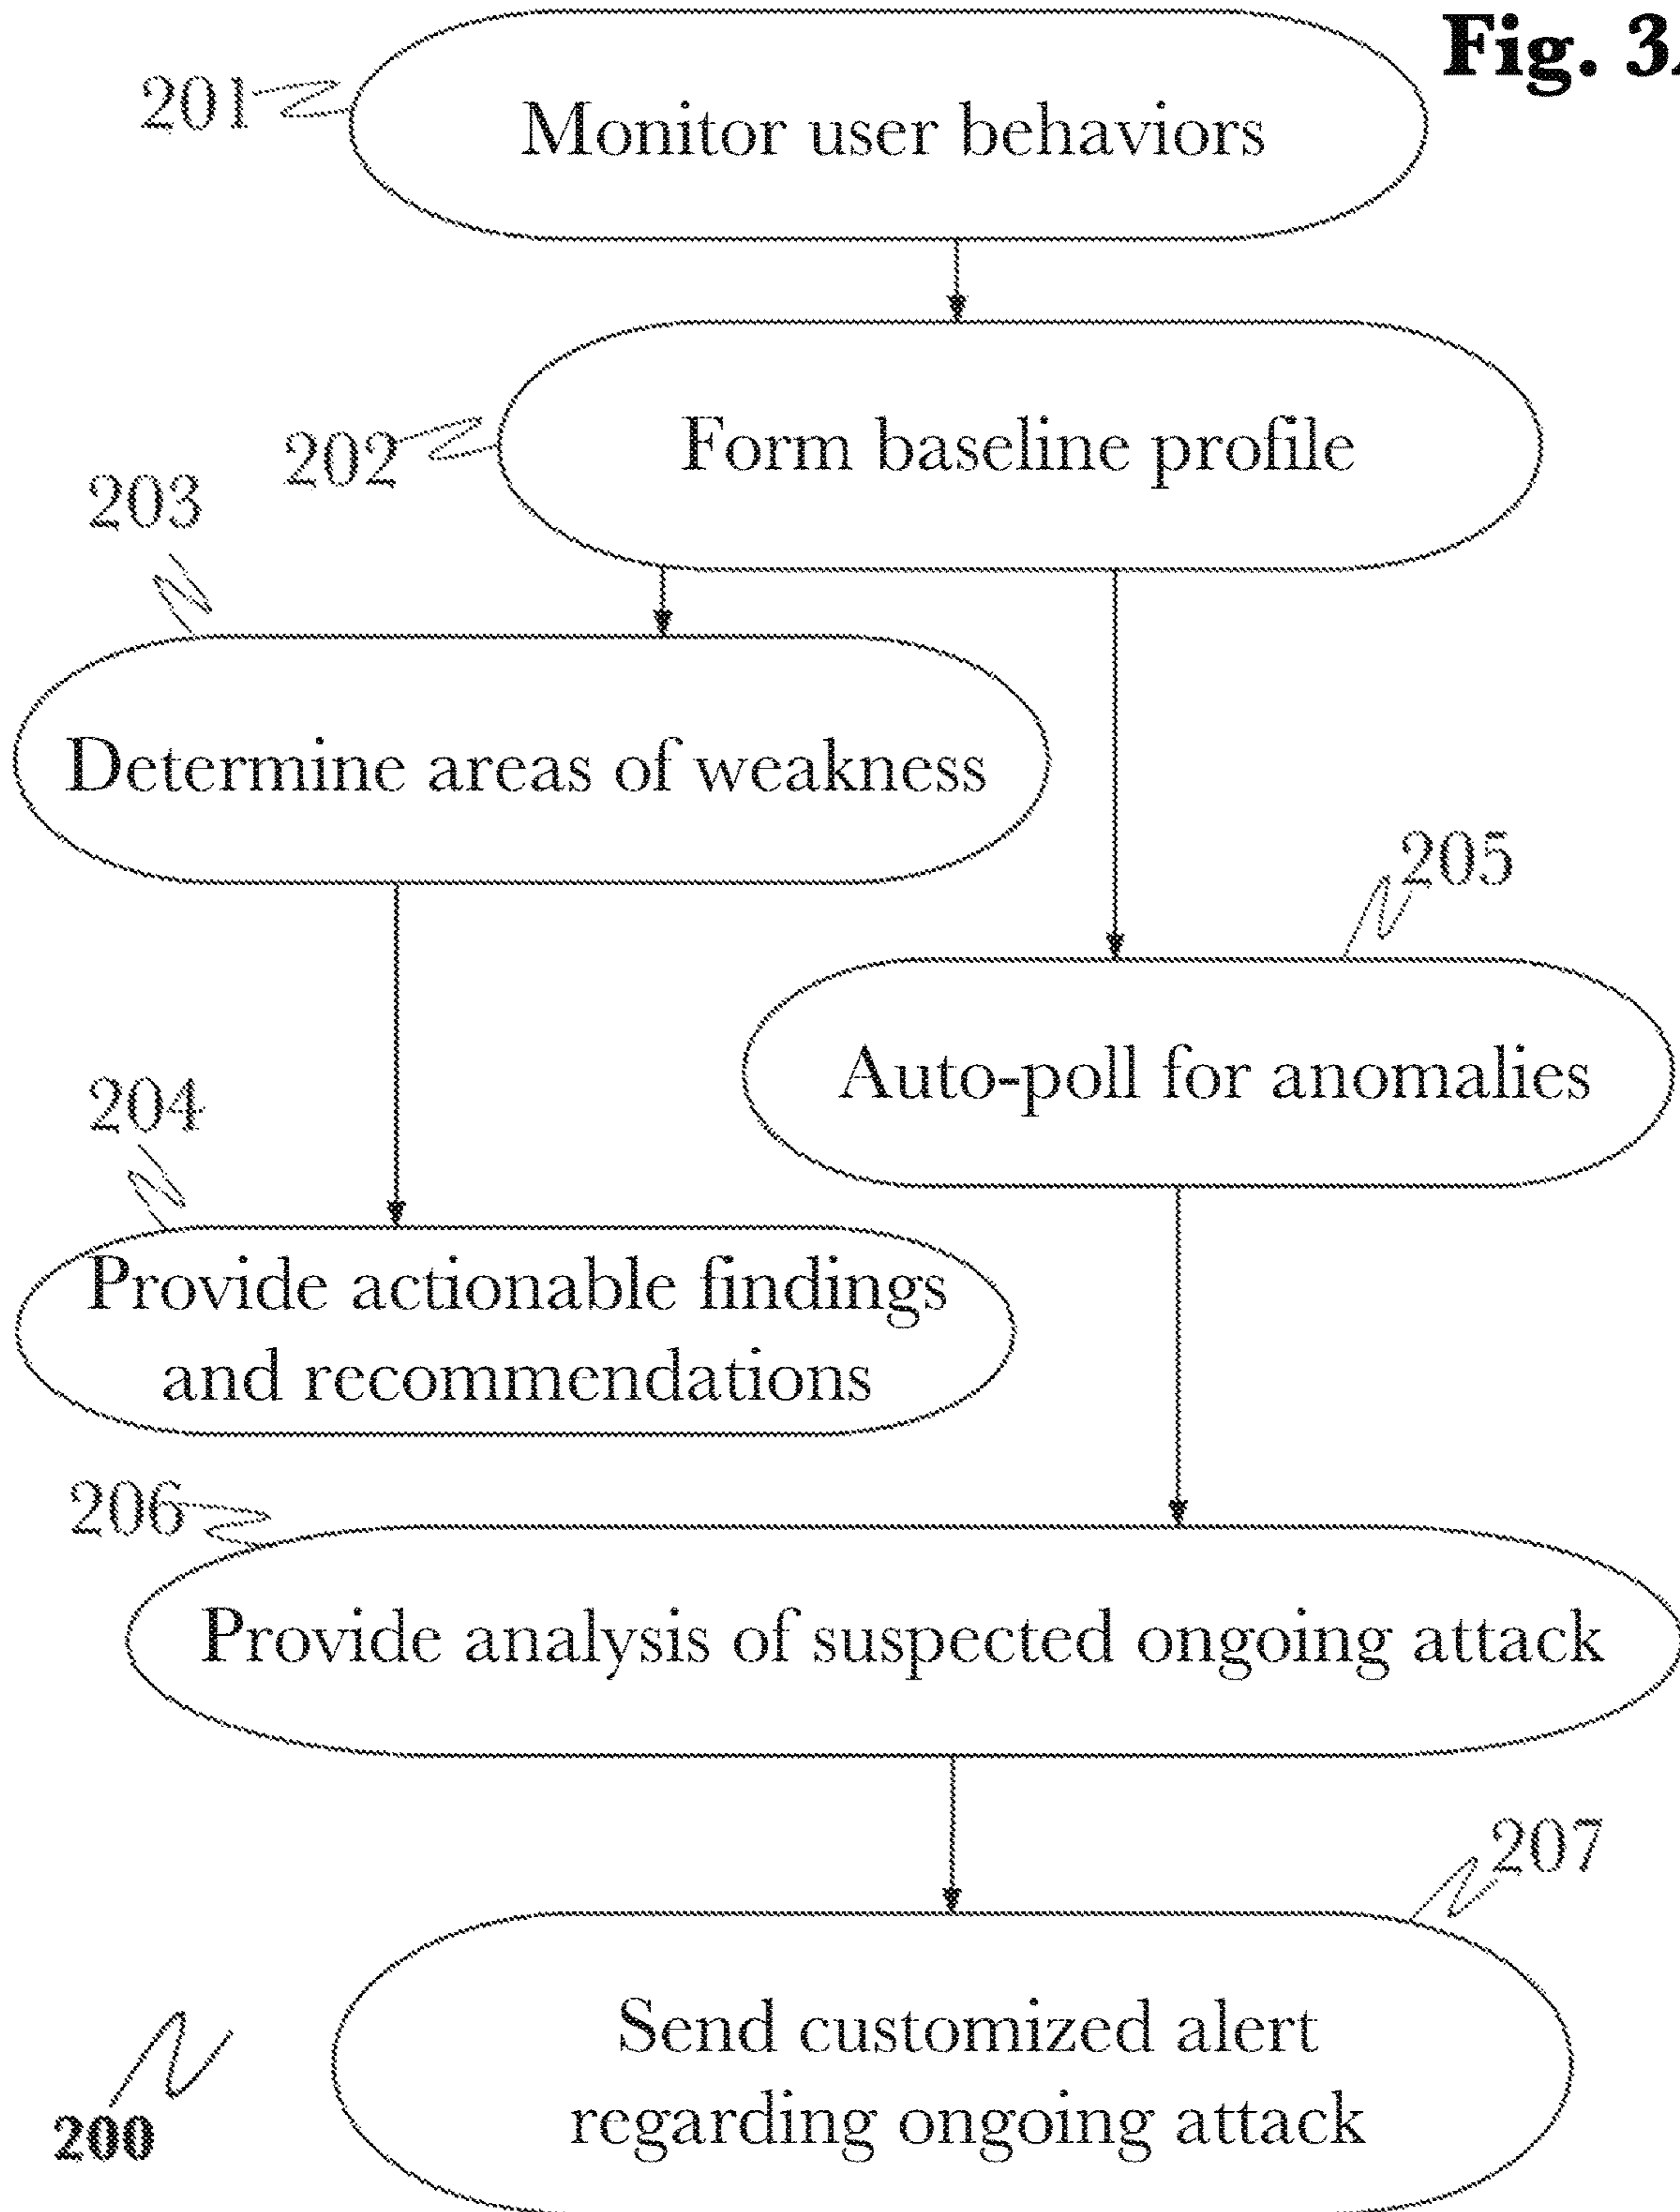 Fig. 3A
201
Monitor user behaviors
202
Form baseline profile
203
Determine areas of weakness
205
Auto-poll for anomalies
204
Provide actionable findings
and recommendations
206
Provide analysis of suspected ongoing attack
207
Send customized alert
regarding ongoing attack
200